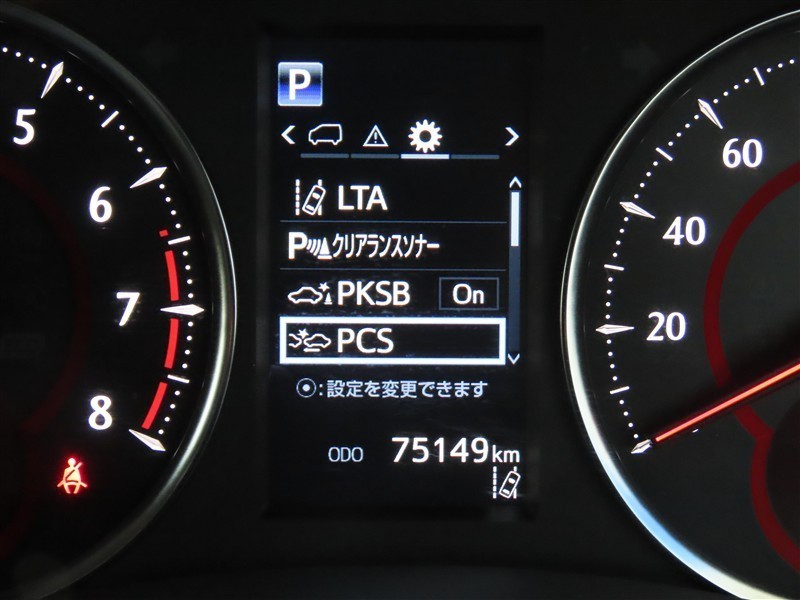 P
LTA
Pクリアランスソナー
PKSB On
PCS
:設定を変更できます
ODO 75149km
5
6
7
8
60
40
20